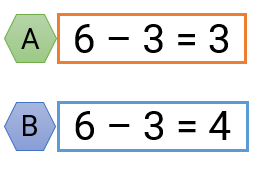 A 6 – 3 = 3
B 6 – 3 = 4